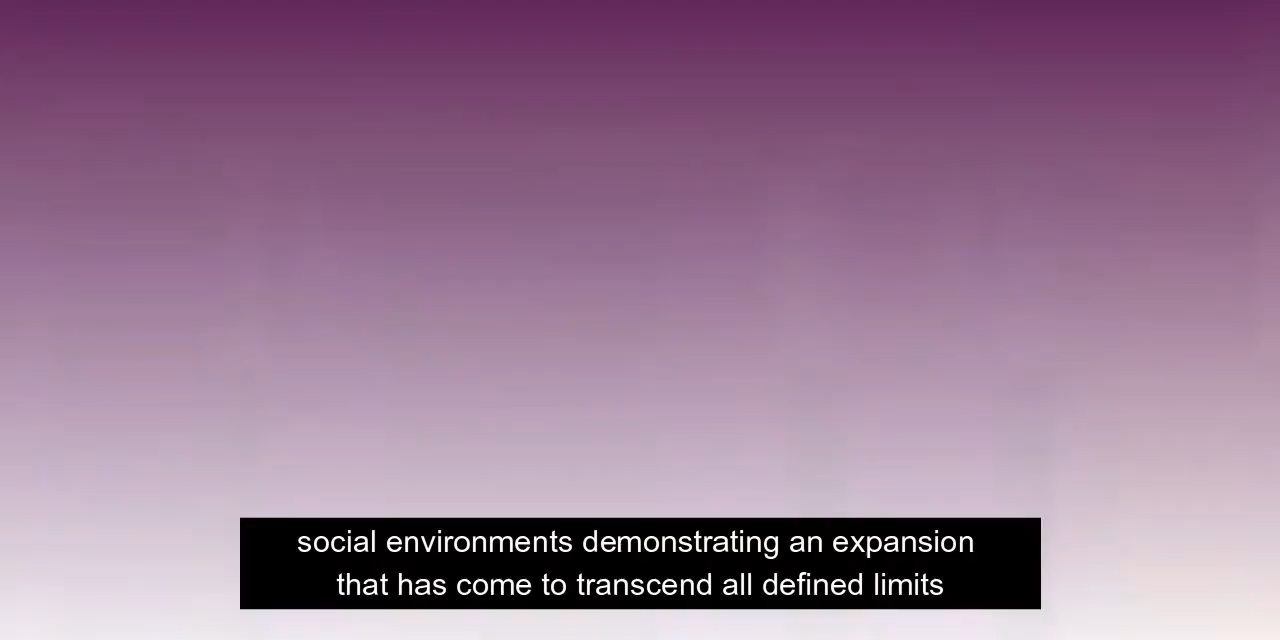 social environments demonstrating an expansion
that has come to transcend all defined limits